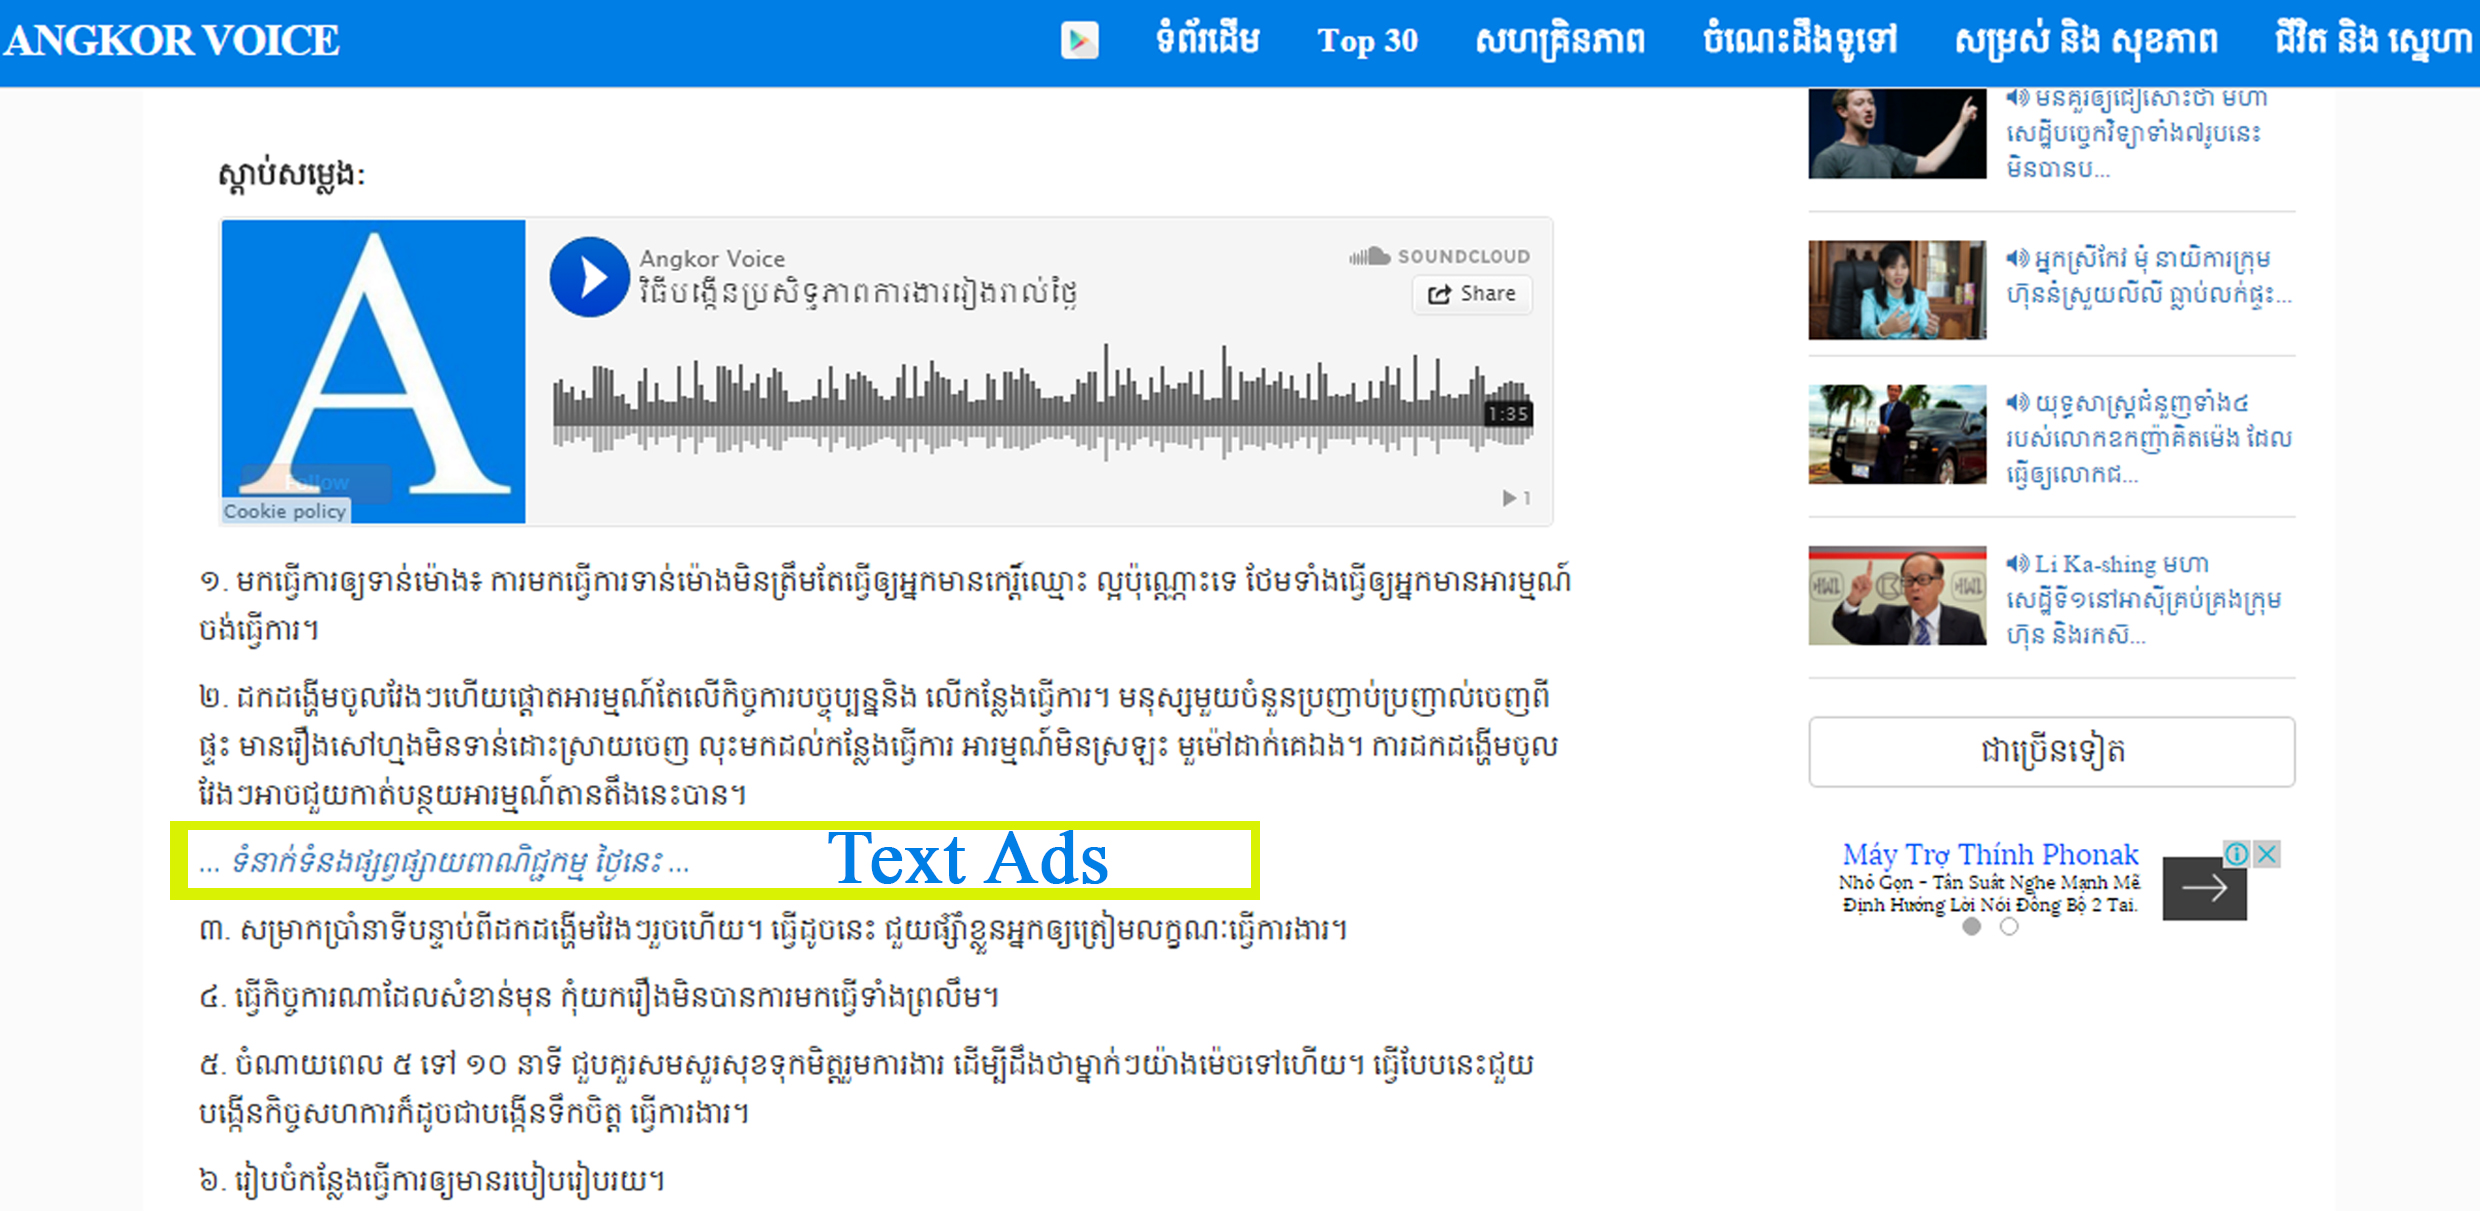 ANGKOR VOICE
ទំព័រដើម
Top 30
សហគ្រិនភាព
ចំណេះដឹងទូទៅ
សម្រស់ និង សុខភាព
ជីវិត និង ស្នេហា
ស្តាប់សម្លេង:
Angkor Voice
វិធីបង្កើនប្រសិទ្ធភាពការងាររៀងរាល់ថ្ងៃ
SOUNDCLOUD
Share
1:35
Follow
Cookie policy
1
១. មកធ្វើការឲ្យទាន់ម៉ោង៖ ការមកធ្វើការទាន់ម៉ោងមិនត្រឹមតែធ្វើឲ្យអ្នកមានកេរ្តិ៍ឈ្មោះ ល្អប៉ុណ្ណោះទេ ថែមទាំងធ្វើឲ្យអ្នកមានអារម្មណ៍
ចង់ធ្វើការ។
២. ដកដង្ហើមចូលវែងៗហើយផ្តោតអារម្មណ៍តែលើកិច្ចការបច្ចុប្បន្ននិង លើកន្លែងធ្វើការ។ មនុស្សមួយចំនួនប្រញាប់ប្រញាល់ចេញពី
ផ្ទះ មានរឿងសៅហ្មងមិនទាន់ដោះស្រាយចេញ លុះមកដល់កន្លែងធ្វើការ អារម្មណ៍មិនស្រឡះ មួម៉ៅដាក់គេឯង។ ការដកដង្ហើមចូល
វែងៗអាចជួយកាត់បន្ថយអារម្មណ៍តានតឹងនេះបាន។
... ទំនាក់ទំនងផ្សព្វផ្សាយពាណិជ្ជកម្ម ថ្ងៃនេះ ...
Text Ads
៣. សម្រាកប្រាំនាទីបន្ទាប់ពីដកដង្ហើមវែងៗរួចហើយ។ ធ្វើដូចនេះ ជួយផ្សាំខ្លួនអ្នកឲ្យត្រៀមលក្ខណៈធ្វើការងារ។
៤. ធ្វើកិច្ចការណាដែលសំខាន់មុន កុំយករឿងមិនបានការមកធ្វើទាំងព្រលឹម។
៥. ចំណាយពេល ៥ ទៅ ១០ នាទី ជួបគួរសមសួរសុខទុកមិត្តរួមការងារ ដើម្បីដឹងថាម្នាក់ៗយ៉ាងម៉េចទៅហើយ។ ធ្វើបែបនេះជួយ
បង្កើនកិច្ចសហការក៏ដូចជាបង្កើនទឹកចិត្ត ធ្វើការងារ។
៦. រៀបចំកន្លែងធ្វើការឲ្យមានរបៀបរៀបរយ។
មិនគួរឲ្យជឿសោះថា មហា
សេដ្ឋីបច្ចេកវិទ្យាទាំង៧រូបនេះ
មិនបានប...
អ្នកស្រីកែវ មុំ នាយិការក្រុម
ហ៊ុននំស្រួយលីលី ធ្លាប់លក់ផ្ទះ...
យុទ្ធសាស្ត្រជំនួញទាំង៤
របស់លោកឧកញ៉ាគិតម៉េង ដែល
ធ្វើឲ្យលោកជ...
Li Ka-shing មហា
សេដ្ឋីទី១នៅអាស៊ីគ្រប់គ្រងក្រុម
ហ៊ុន និងរកស៊...
ជាច្រើនទៀត
Máy Trợ Thính Phonak
Nhỏ Gọn - Tần Suất Nghe Mạnh Mẽ
Định Hướng Lời Nói Đồng Bộ 2 Tai.